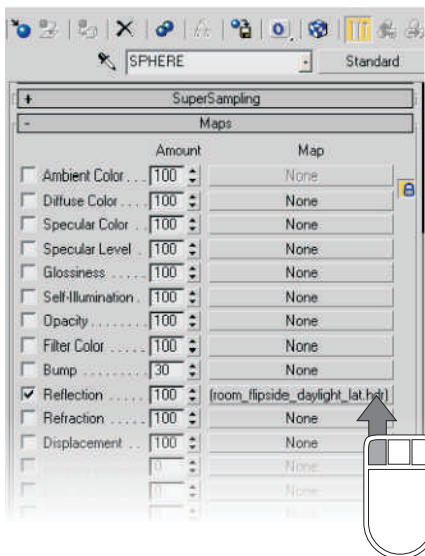 SPHERE Standard
+ SuperSampling
- Maps
Amount Map
Ambient Color . . . 100 None
Diffuse Color . . . . 100 None
Specular Color . . 100 None
Specular Level . 100 None
Glossiness . . . . . 100 None
Self-Illumination . 100 None
Opacity . . . . . . . . 100 None
Filter Color . . . . . 100 None
Bump . . . . . . . . . 30 None
Reflection . . . . . 100 (room_flipside_daylight_lat.hdr)
Refraction . . . . . 100 None
Displacement . . 100 None
0 None
0 None